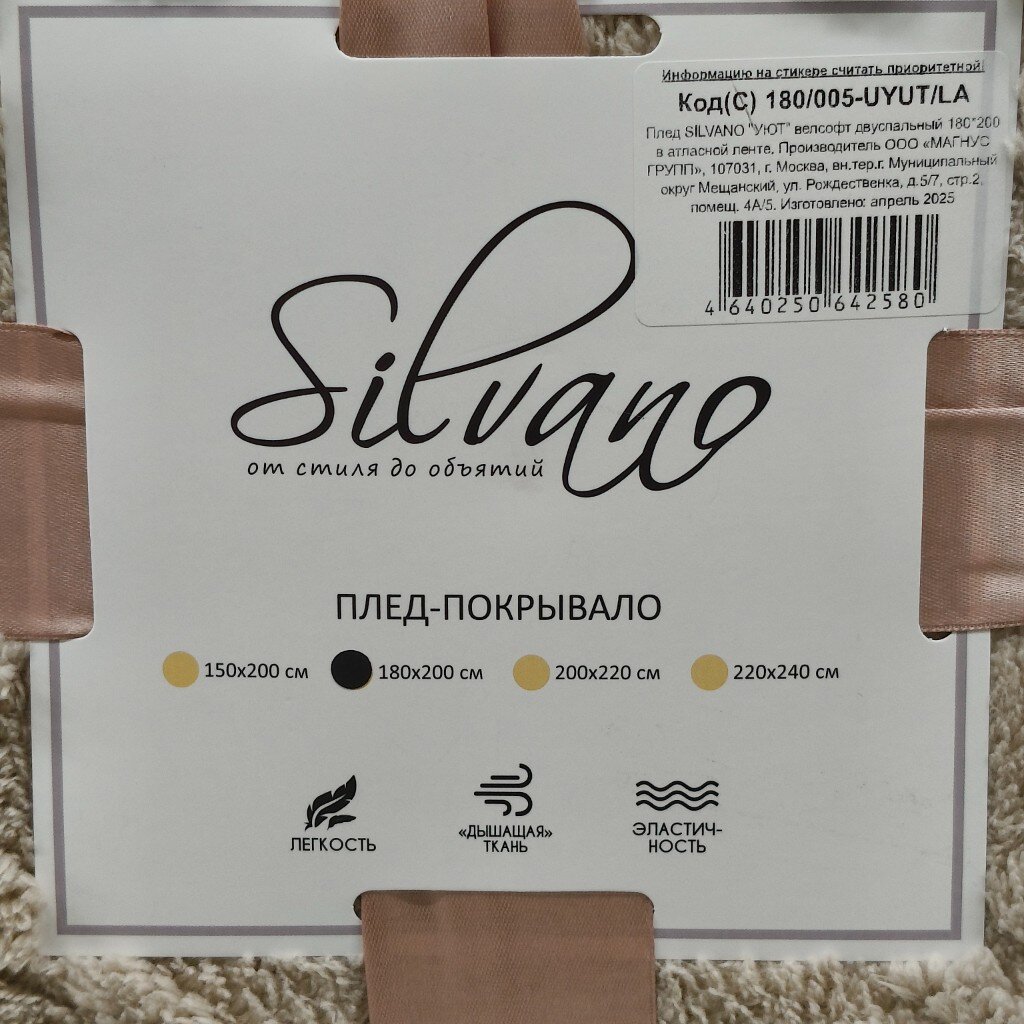 Информацию на стикере считать приоритетной
Код(С) 180/005-UYUT/LA
Плед SILVANO "УЮТ" велсофт двуспальный 180*200
в атласной ленте. Производитель ООО «МАГНУС
ГРУПП», 107031, г. Москва, вн.тер.г. Муниципальный
округ Мещанский, ул. Рождественка, д.5/7, стр.2,
помещ. 4А/5. Изготовлено: апрель 2025
4 640250 642580
Silvano
от стиля до объятий
ПЛЕД-ПОКРЫВАЛО
150х200 см 180х200 см 200х220 см 220х240 см
ЛЕГКОСТЬ
«ДЫШАЩАЯ»
ТКАНЬ
ЭЛАСТИЧ-
НОСТЬ